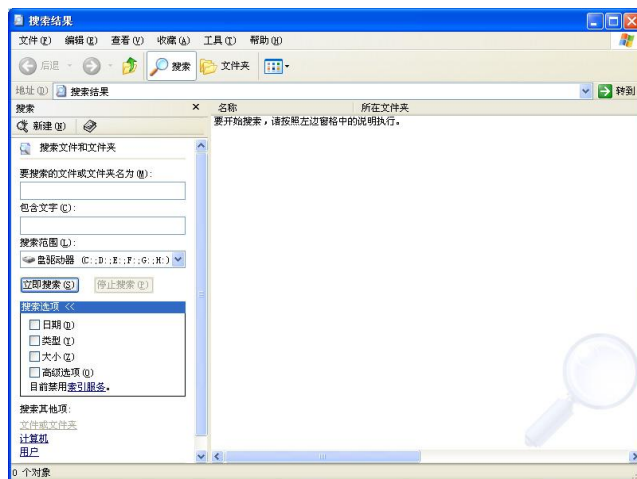 搜索结果
文件(F) 编辑(E) 查看(V) 收藏(A) 工具(T) 帮助(H)
后退 搜索 文件夹
地址(D) 搜索结果 转到
搜索 × 名称 所在文件夹
新建(N)
要开始搜索，请按照左边窗格中的说明执行。
搜索文件和文件夹
要搜索的文件或文件夹名为(M):
包含文字(C):
搜索范围(L):
盘驱动器 (C:;D:;E:;F:;G:;H:)
立即搜索(S) 停止搜索(P)
搜索选项 <<
日期(D)
类型(Y)
大小(Z)
高级选项(O)
目前禁用索引服务。
搜索其他项:
文件或文件夹
计算机
用户
0 个对象